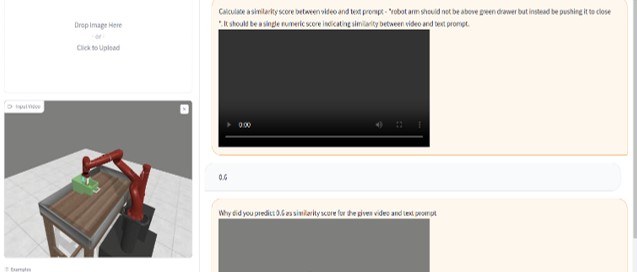 Drop Image Here
- or -
Click to Upload
Input Video
Examples
Calculate a similarity score between video and text prompt - "robot arm should not be above green drawer but instead be pushing it to close
". It should be a single numeric score indicating similarity between video and text prompt.
0:00
0.6
Why did you predict 0.6 as similarity score for the given video and text prompt